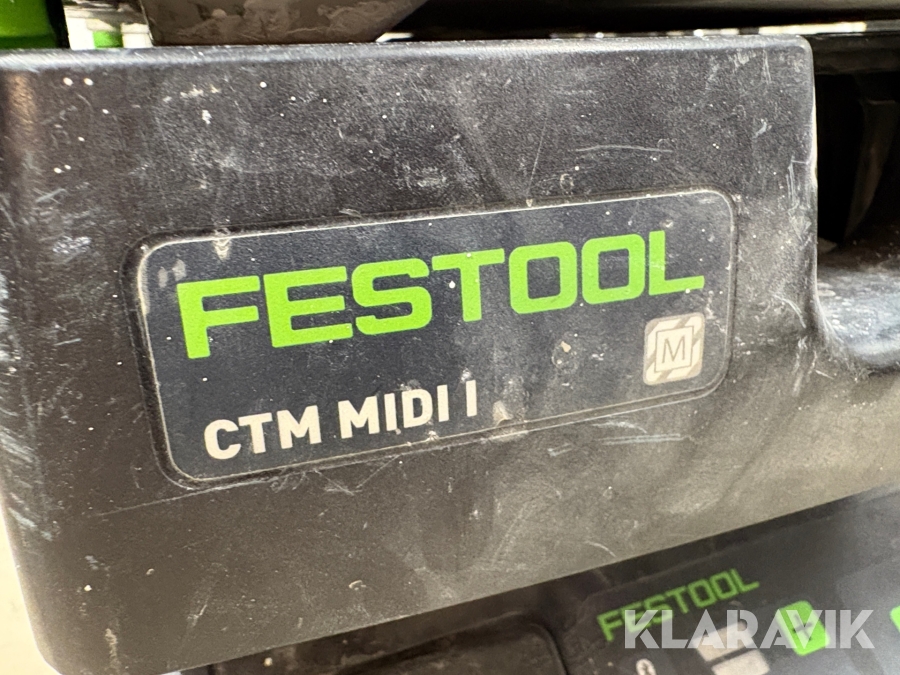 FESTOOL
M
CTM MIDI I
FESTOOL
KLARAVIK